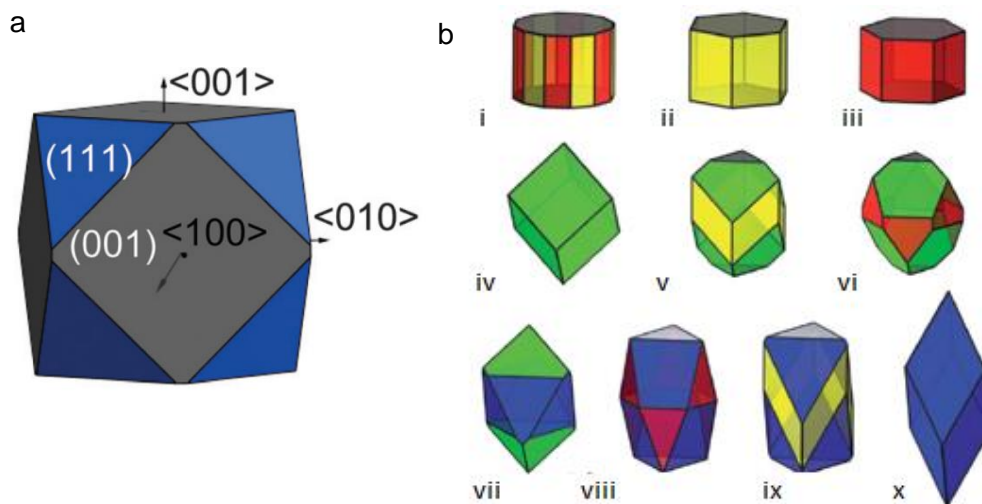 a
<001>
(111)
<010>
(001)
<100>
b
i
ii
iii
iv
v
vi
vii
viii
ix
x